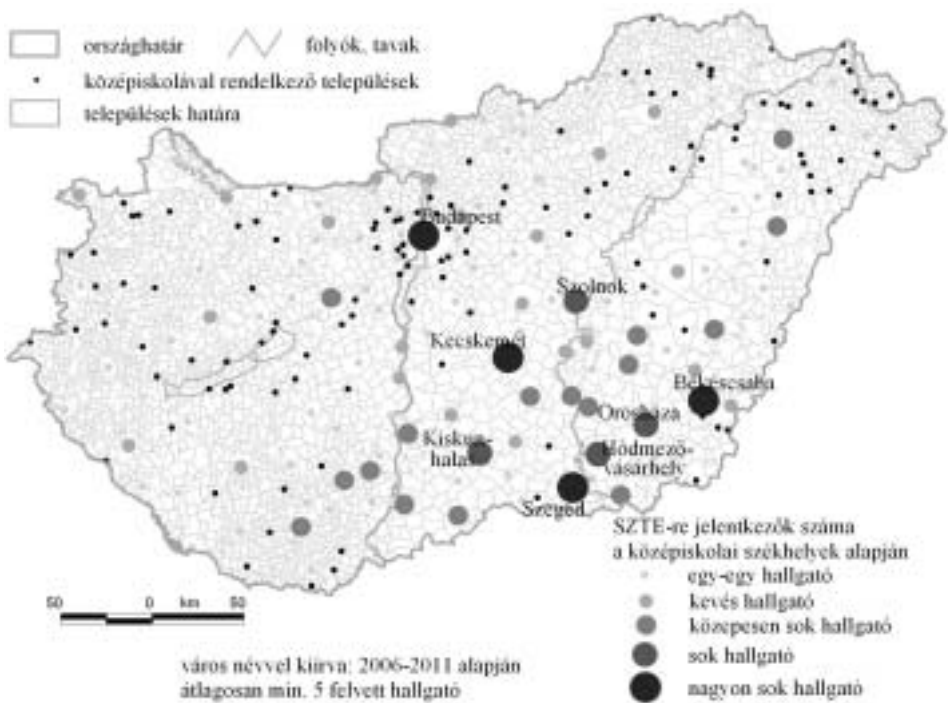 országhatár
folyók, tavak
középiskolával rendelkező települések
települések határa
Budapest
Szolnok
Kecskemét
Békéscsaba
Orosháza
Kiskun-
halas
Hódmező-
vásárhely
Szeged
SZTE-re jelentkezők száma
a középiskolai székhelyek alapján
egy-egy hallgató
kevés hallgató
közepesen sok hallgató
sok hallgató
nagyon sok hallgató
50 0 km 50
város névvel kiírva: 2006-2011 alapján
átlagosan min. 5 felvett hallgató